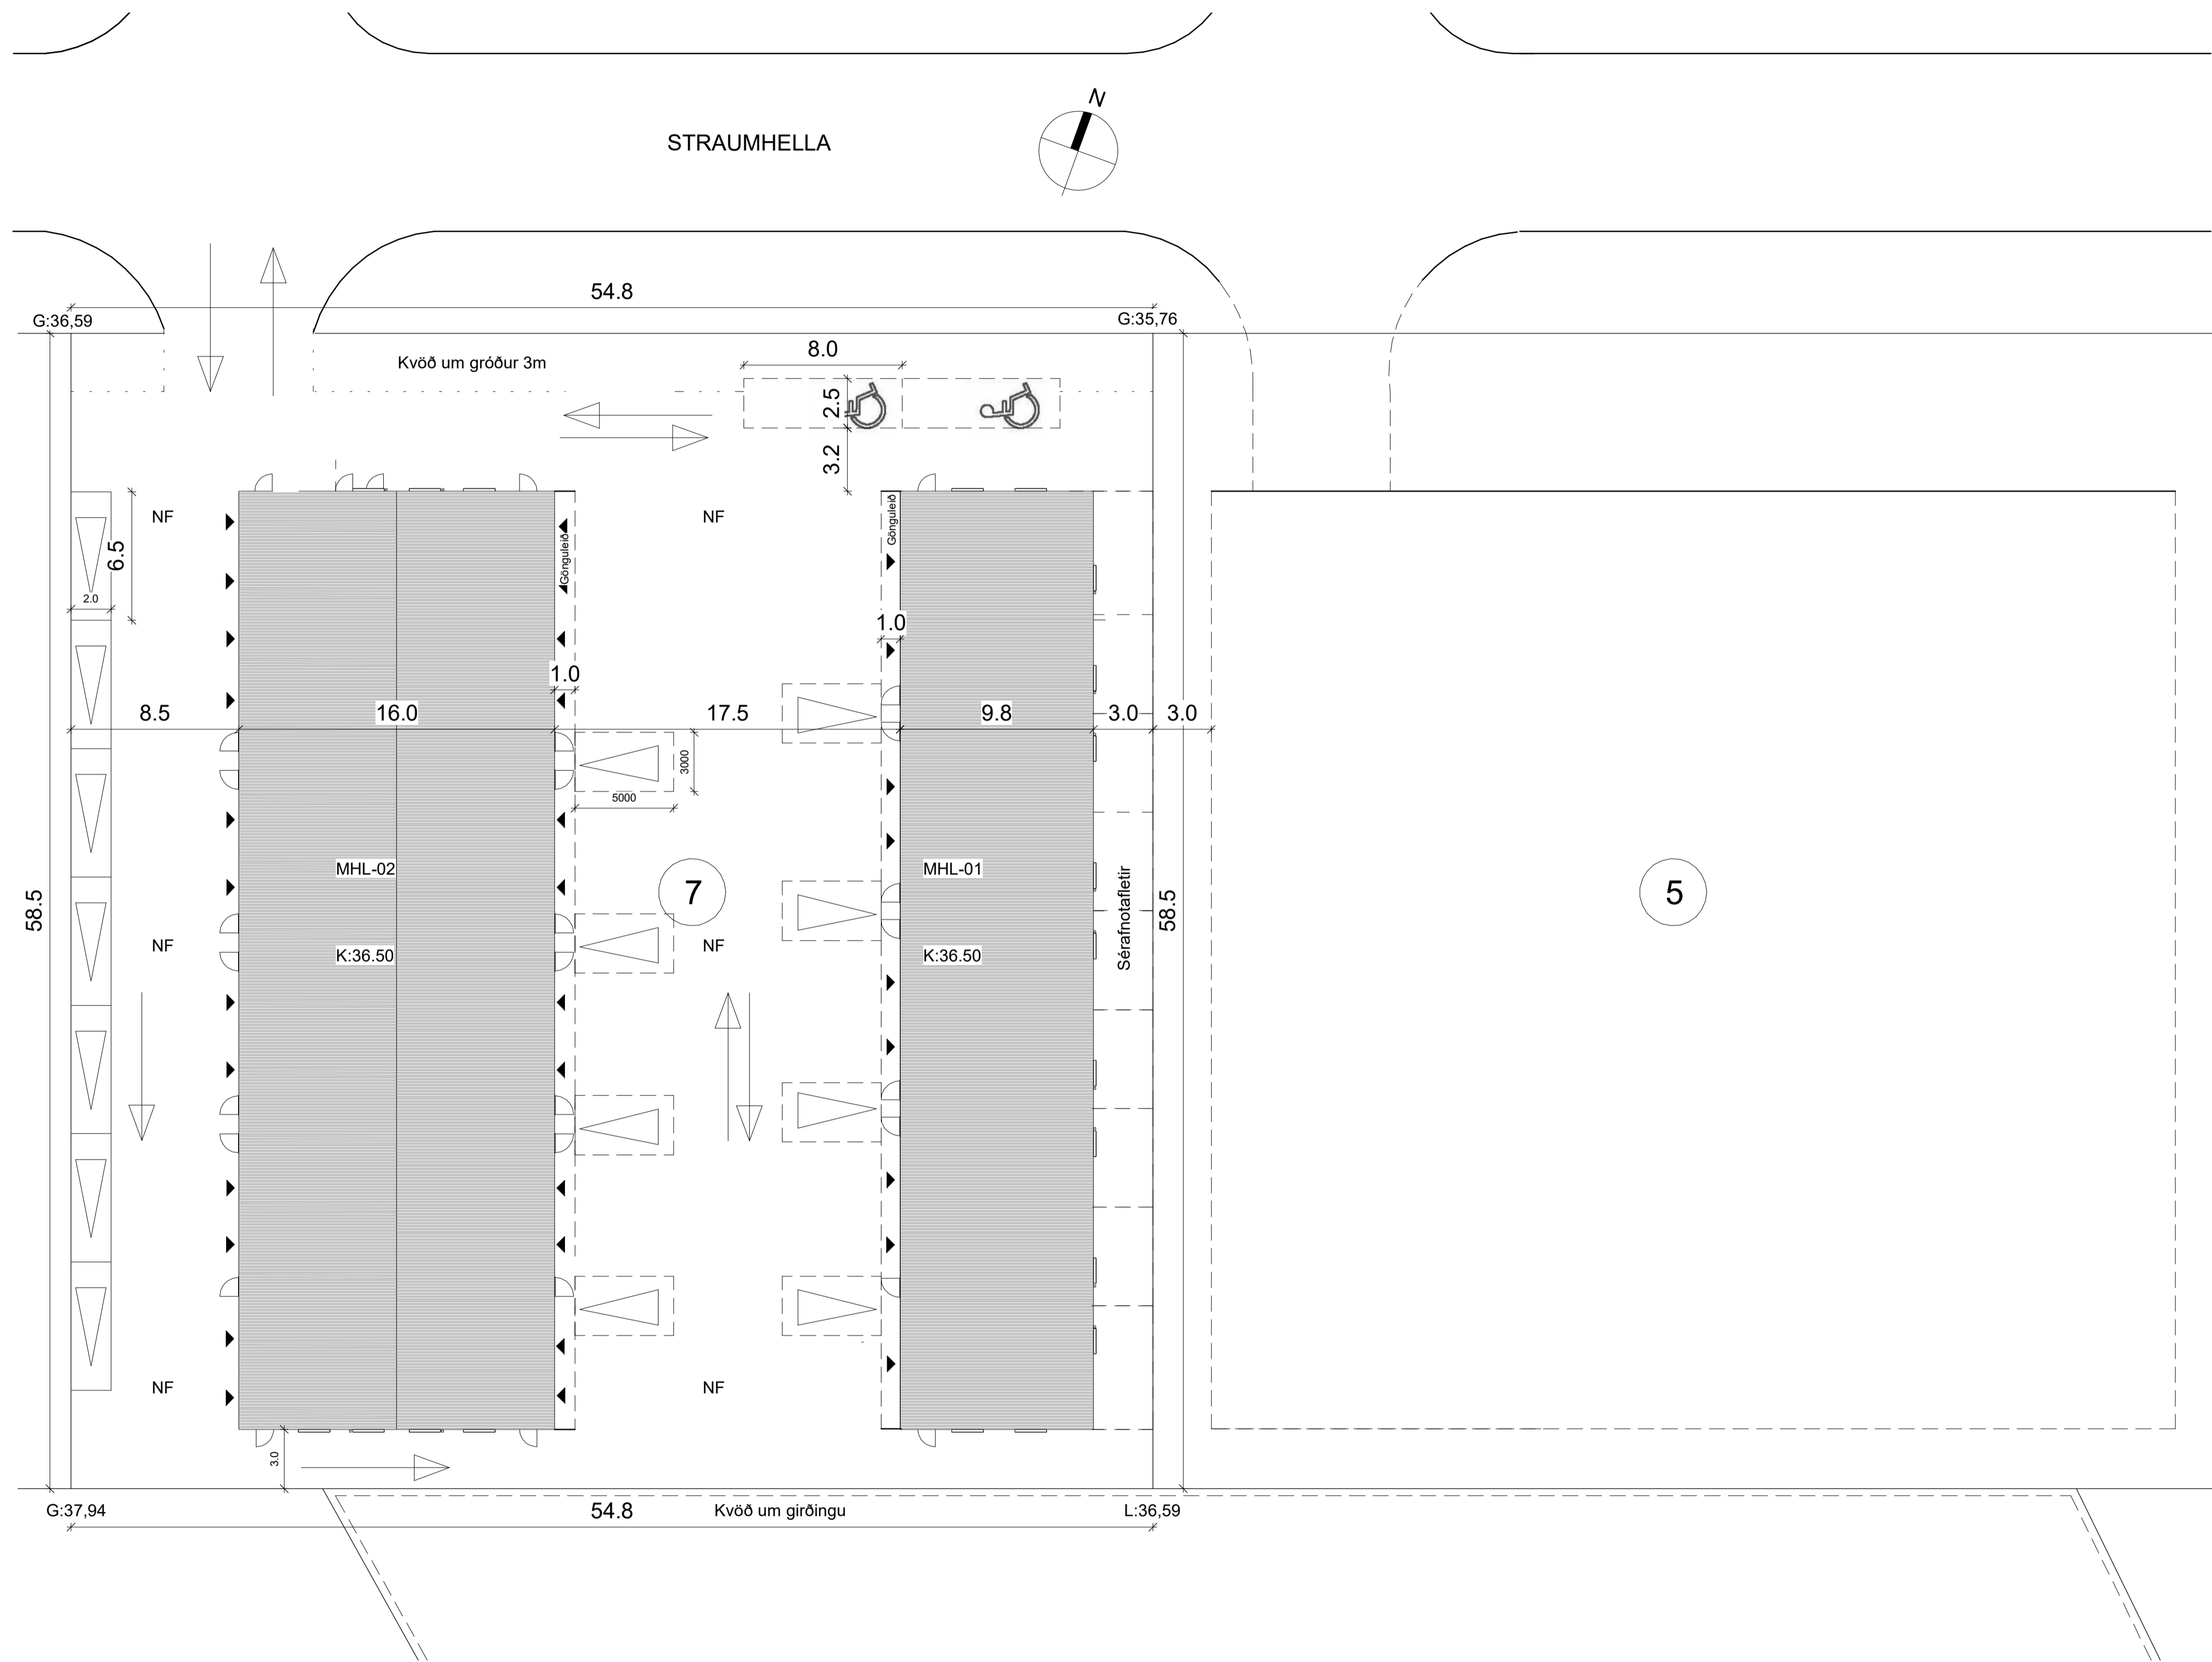 N
STRAUMHELLA
54.8
G:36,59
G:35,76
Kvöð um gróður 3m
8.0
2.5
3.2
NF
NF
Gönguleið
Gönguleið
6.5
2.0
1.0
1.0
8.5
16.0
17.5
9.8
3.0
3.0
3000
5000
MHL-02
7
MHL-01
5
58.5
Sérafnotafletir
58.5
NF
K:36.50
NF
K:36.50
NF
NF
3.0
G:37,94
54.8
Kvöð um girðingu
L:36,59